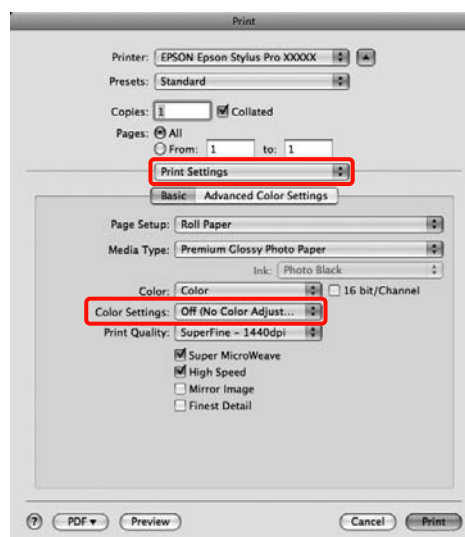 Print
Printer: EPSON Epson Stylus Pro XXXXX
Presets: Standard
Copies: 1 Collated
Pages: All
From: 1 to: 1
Print Settings
Basic Advanced Color Settings
Page Setup: Roll Paper
Media Type: Premium Glossy Photo Paper
Ink: Photo Black
Color: Color 16 bit/Channel
Color Settings: Off (No Color Adjust...
Print Quality: SuperFine - 1440dpi
Super MicroWeave
High Speed
Mirror Image
Finest Detail
? PDF Preview Cancel Print